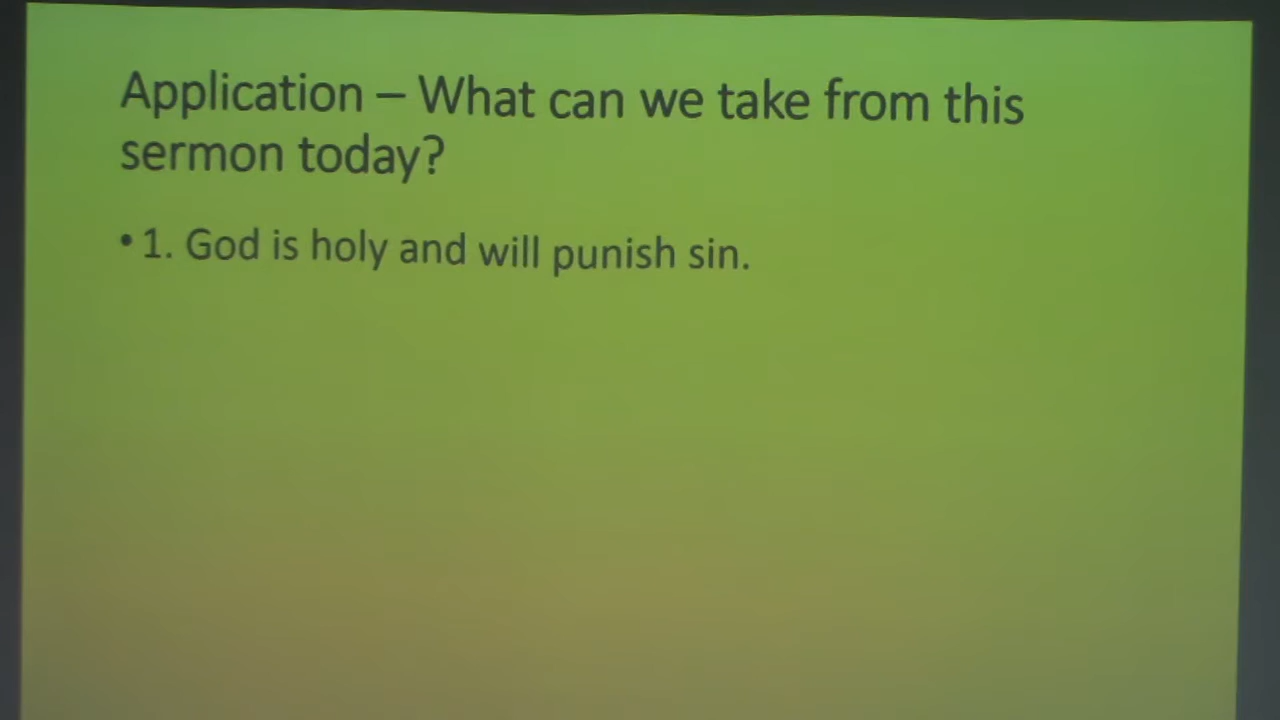 Application – What can we take from this
sermon today?
• 1. God is holy and will punish sin.